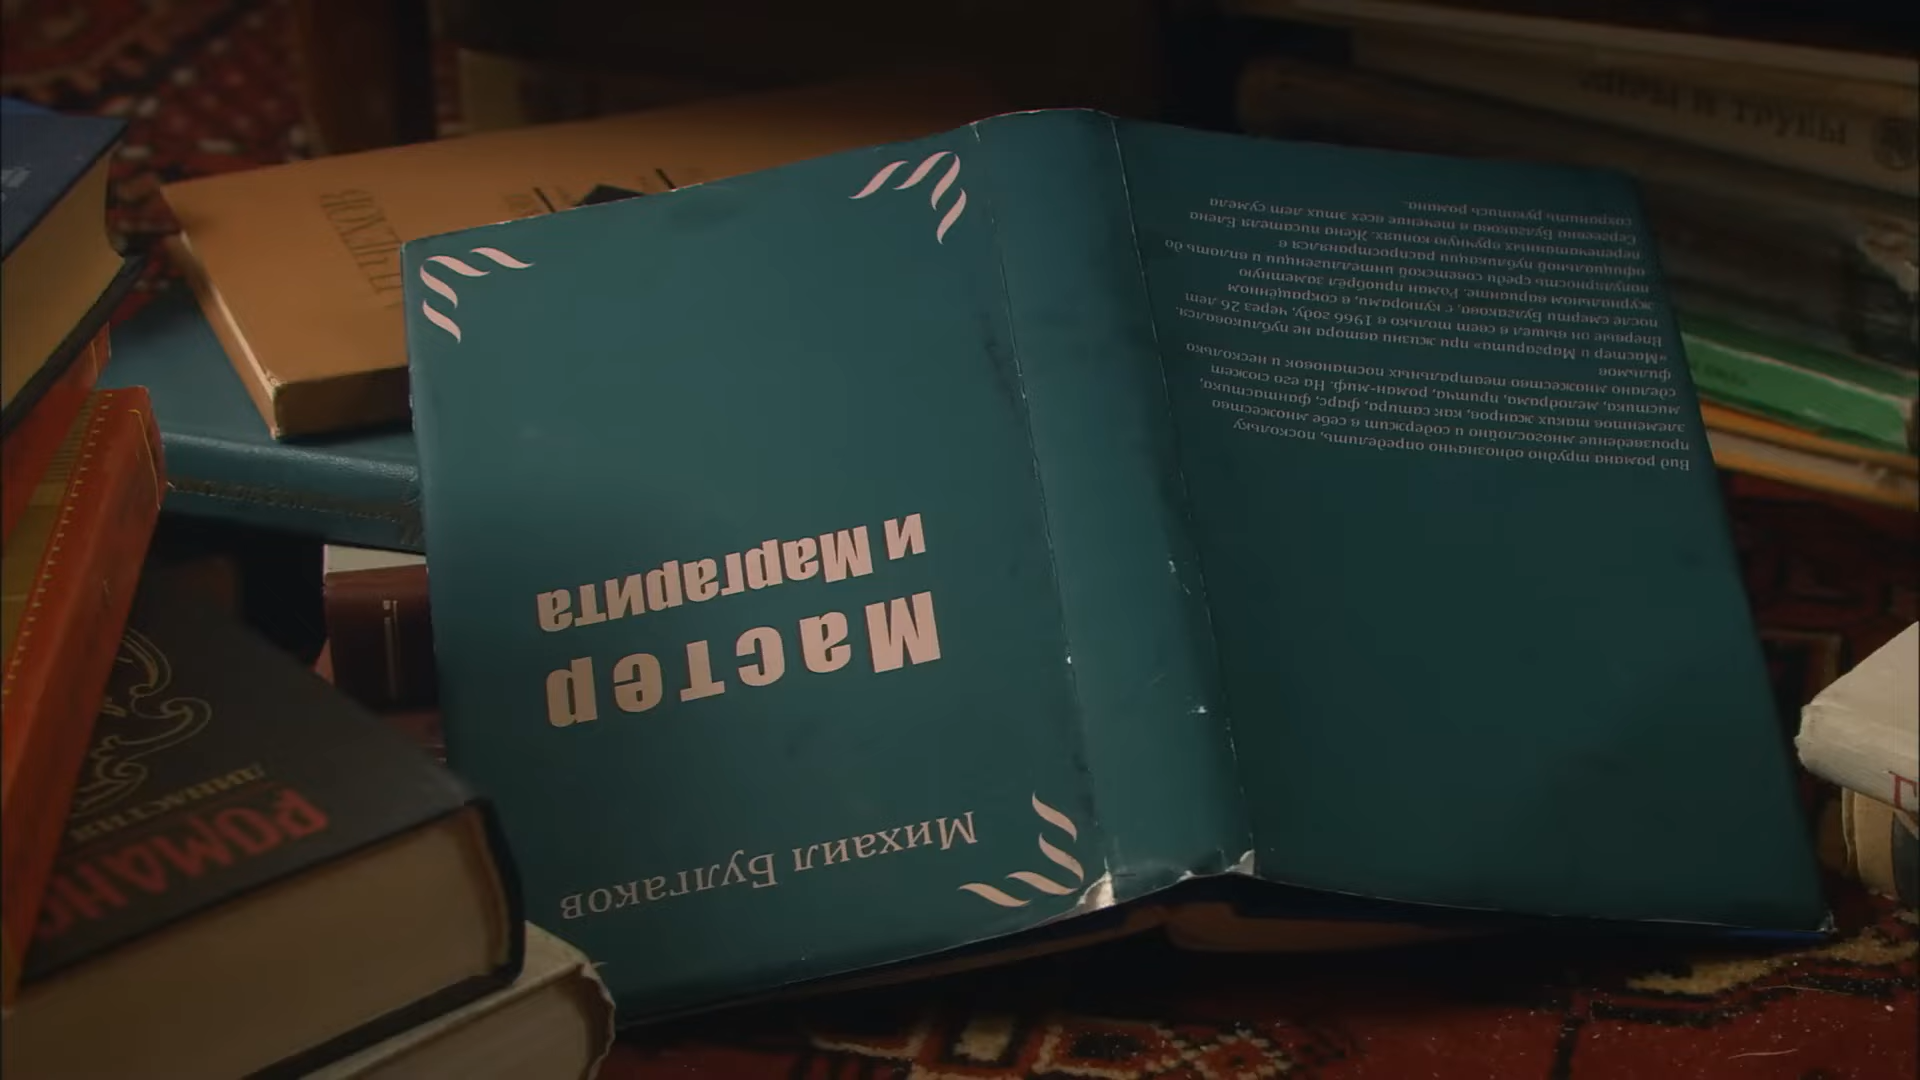 Михаил Булгаков
Мастер
и Маргарита
Вид романа трудно однозначно определить, поскольку
произведение многослойно и содержит в себе множество
элементов таких жанров, как сатира, фарс, фантастика,
мистика, мелодрама, притча, роман-миф. На его сюжет
сделано множество театральных постановок и несколько
фильмов
«Мастер и Маргарита» при жизни автора не публиковался.
Впервые он вышел в свет только в 1966 году, через 26 лет
после смерти Булгакова, с купюрами, в сокращённом
журнальном варианте. Роман приобрёл заметную
популярность среди советской интеллигенции и вплоть до
официальной публикации распространялся в
перепечатанных вручную копиях. Жена писателя Елена
Сергеевна Булгакова в течение всех этих лет сумела
сохранить рукопись романа.
РОМАНО
ДИНАСТИЯ
и трубы